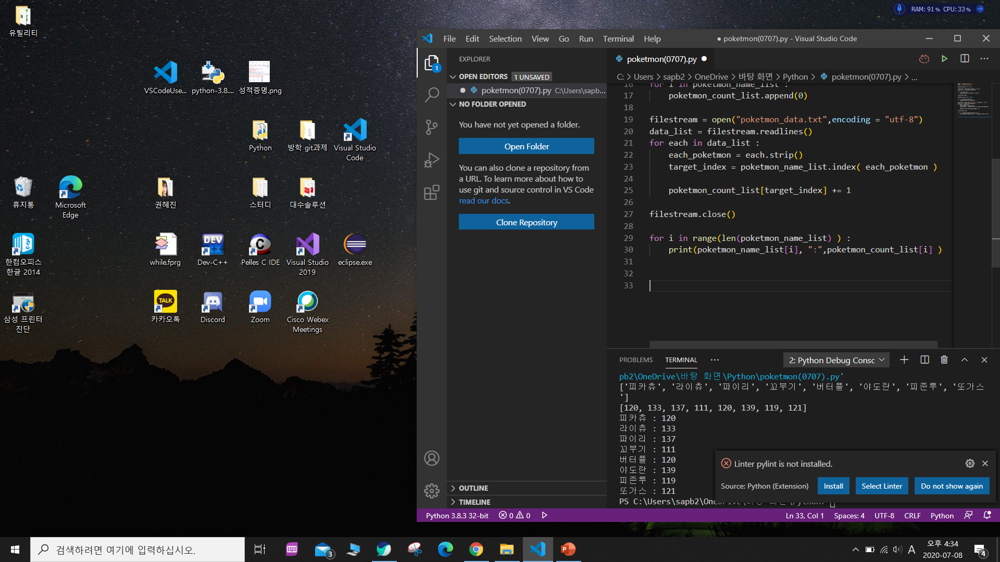 유틸리티
VSCodeUse...
python-3.8....
성적증명.png
Python
방학 git과제
Visual Studio Code
휴지통
Microsoft Edge
권혜진
스터디
대수솔루션
한컴오피스 한글 2014
while.fprg
Dev-C++
Pelles C IDE
Visual Studio 2019
eclipse.exe
삼성 프린터 진단
카카오톡
Discord
Zoom
Cisco Webex Meetings
RAM: 91 % CPU: 33 %
File Edit Selection View Go Run Terminal Help
● poketmon(0707).py - Visual Studio Code
EXPLORER
OPEN EDITORS 1 UNSAVED
poketmon(0707).py C:\Users\sapb...
NO FOLDER OPENED
You have not yet opened a folder.
Open Folder
You can also clone a repository from
a URL. To learn more about how to
use git and source control in VS Code
read our docs.
Clone Repository
OUTLINE
TIMELINE
poketmon(0707).py ●
C: > Users > sapb2 > OneDrive > 바탕 화면 > Python > poketmon(0707).py > ...
16 for i in poketmon_name_list :
17 poketmon_count_list.append(0)
18
19 filestream = open("poketmon_data.txt",encoding = "utf-8")
20 data_list = filestream.readlines()
21 for each in data_list :
22 each_poketmon = each.strip()
23 target_index = poketmon_name_list.index( each_poketmon )
24
25 poketmon_count_list[target_index] += 1
26
27 filestream.close()
28
29 for i in range(len(poketmon_name_list) ) :
30 print(poketmon_name_list[i], ":",poketmon_count_list[i] )
31
32
33
PROBLEMS TERMINAL ···
2: Python Debug Consc
pb2\OneDrive\바탕 화면\Python\poketmon(0707).py'
['피카츄', '라이츄', '파이리', '꼬부기', '버터플', '야도란', '피존투', '또가스
']
[120, 133, 137, 111, 120, 139, 119, 121]
피카츄 : 120
라이츄 : 133
파이리 : 137
꼬부기 : 111
버터플 : 120
야도란 : 139
피존투 : 119
또가스 : 121
PS C:\Users\sapb2\OneDrive\바탕 화면\Python>
Linter pylint is not installed.
Source: Python (Extension)
Install
Select Linter
Do not show again
Python 3.8.3 32-bit 0 0
Ln 33, Col 1 Spaces: 4 UTF-8 CRLF Python
검색하려면 여기에 입력하십시오.
3
A
오후 4:34
2020-07-08
4